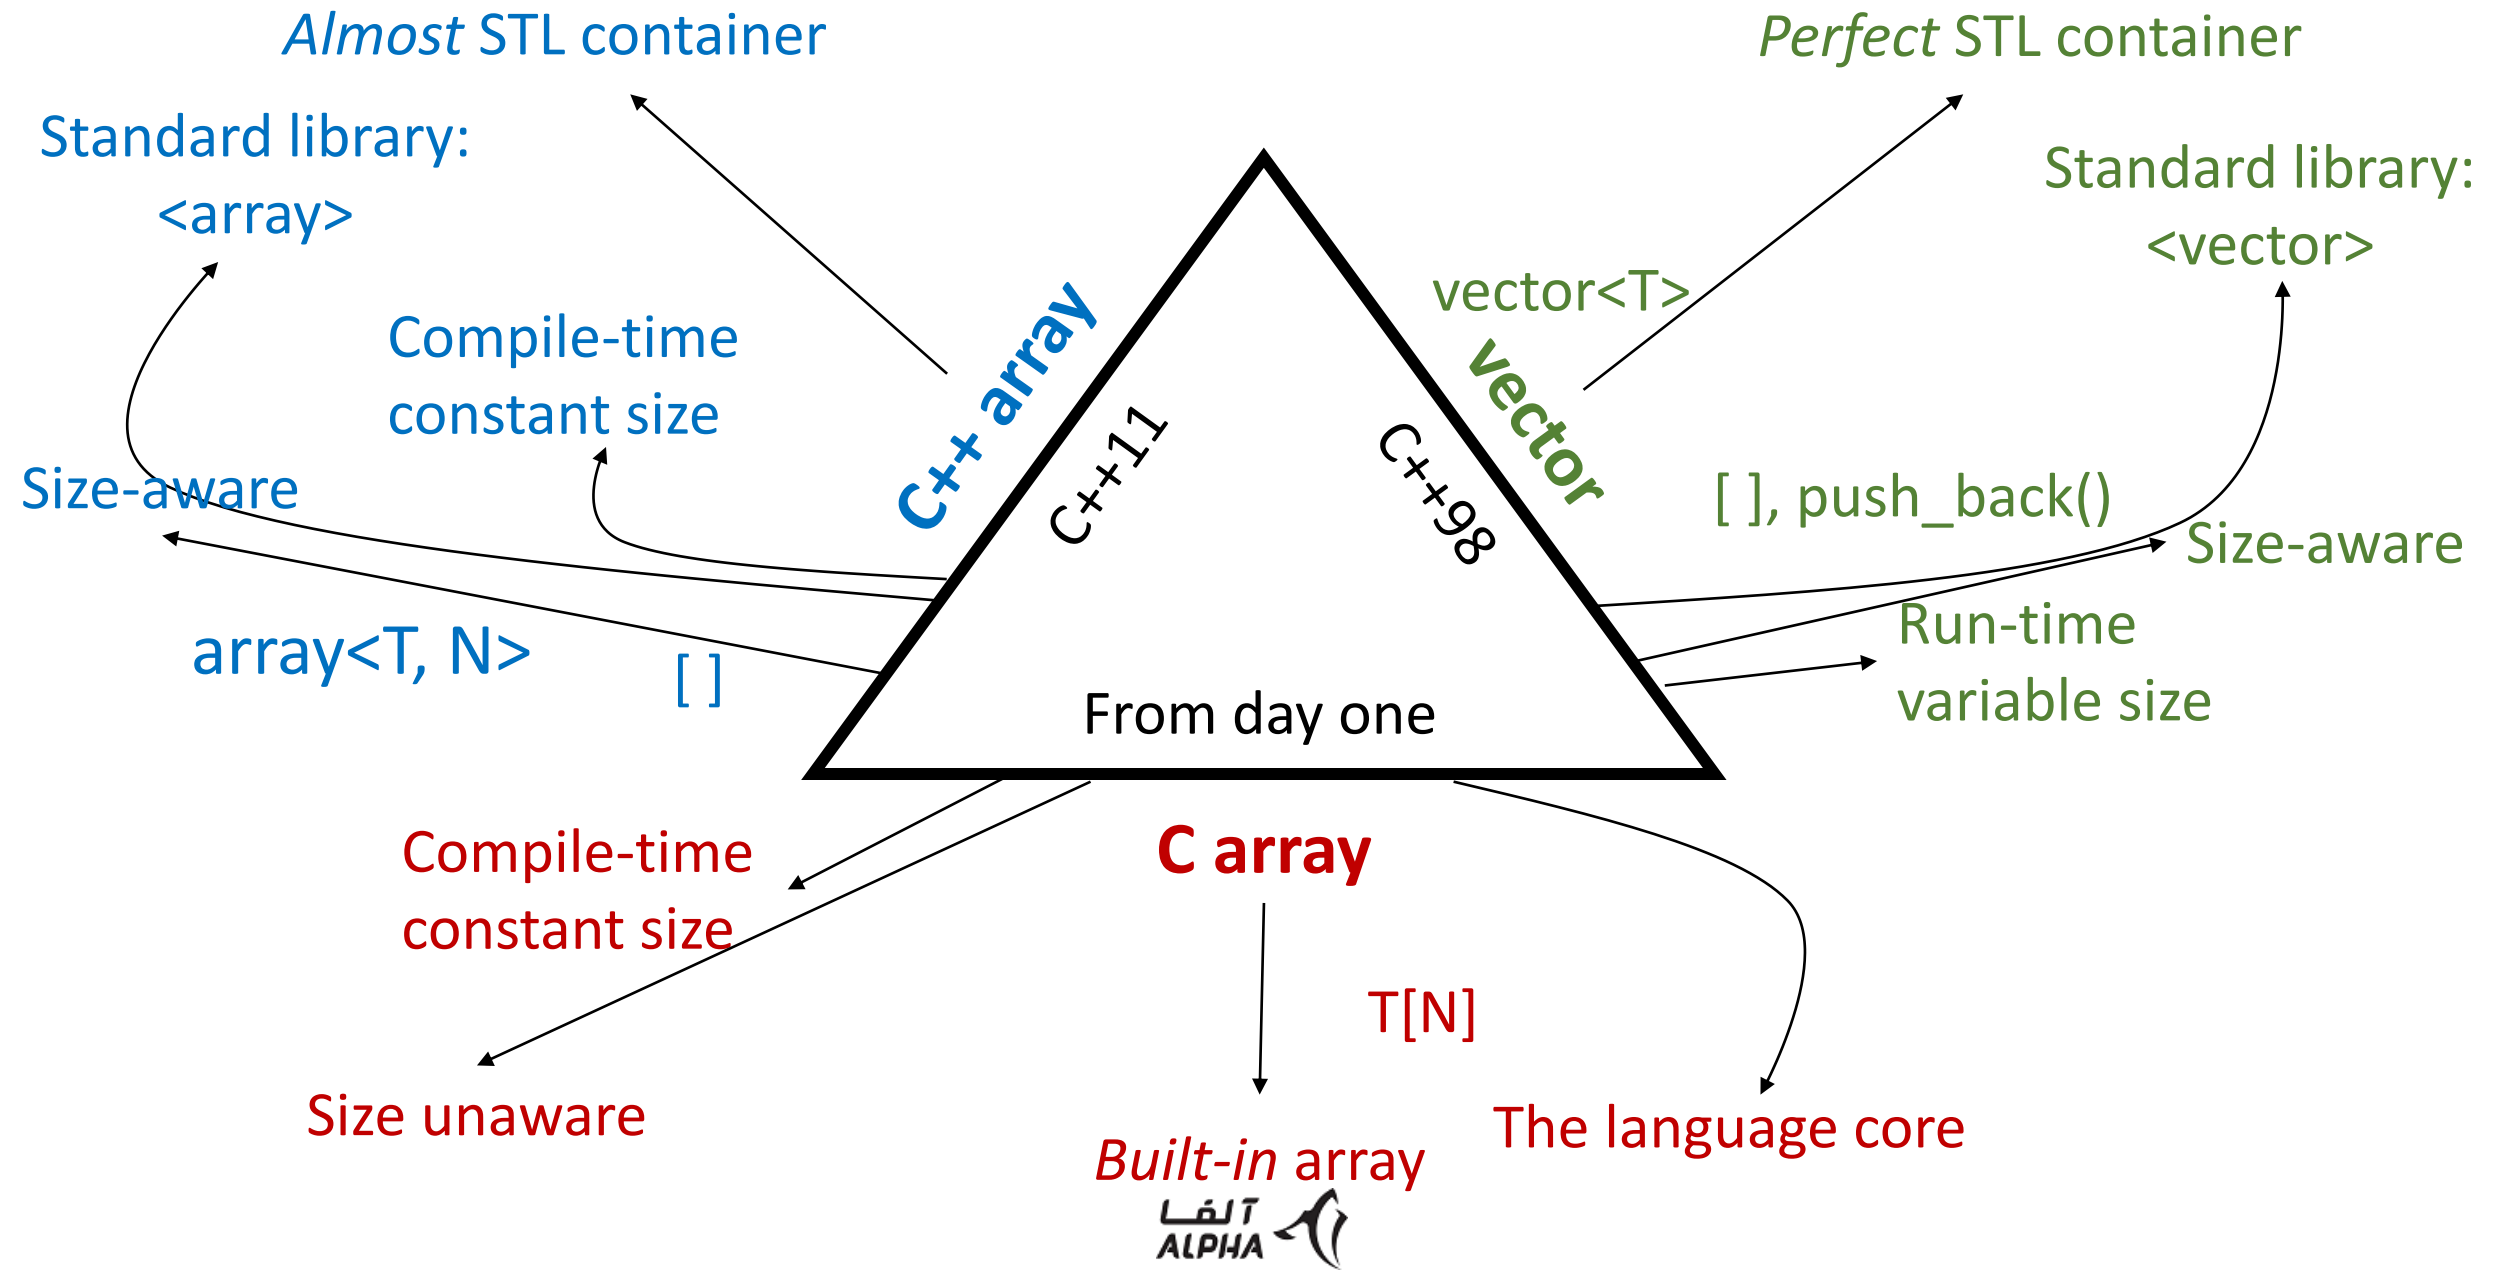 Almost STL container
Perfect STL container
Standard library:
<array>
Standard library:
<vector>
Compile-time
constant size
C++ array
C++11
vector<T>
vector
C++98
[ ], push_back()
Size-aware
Size-aware
array<T, N>
[ ]
Run-time
variable size
From day one
Compile-time
constant size
C array
T[N]
Size unaware
Built-in array
The language core
آلفا
ALPHA